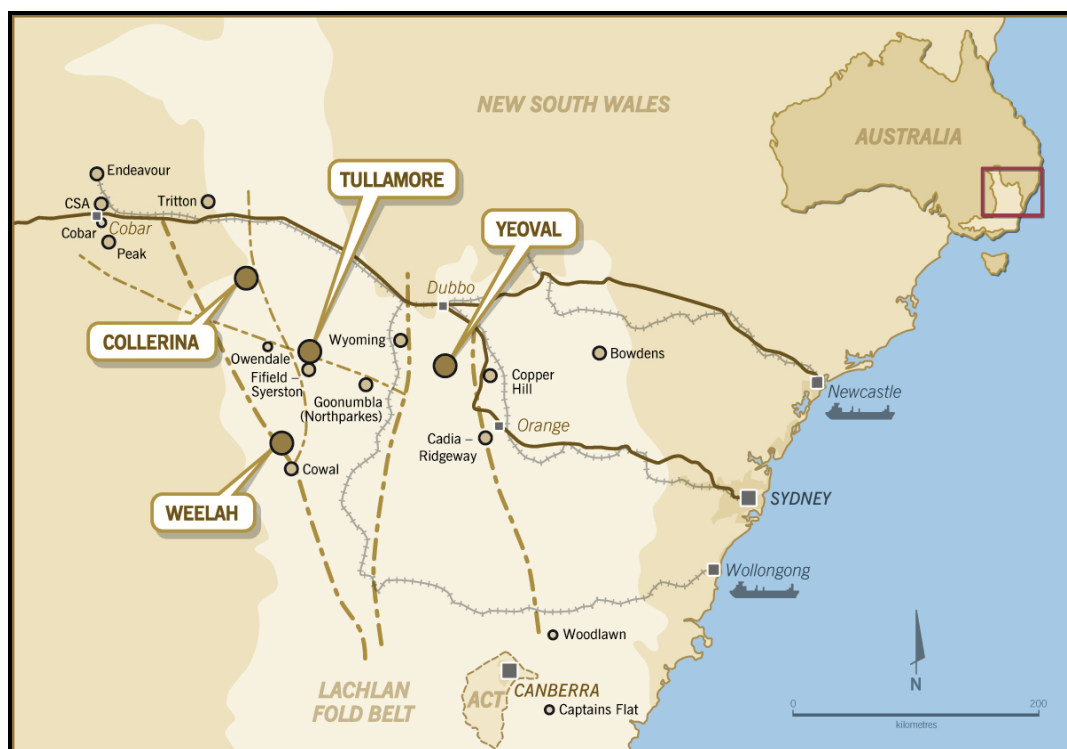 NEW SOUTH WALES
AUSTRALIA
Endeavour
TULLAMORE
CSA
Tritton
YEOVAL
Cobar
Cobar
Peak
Dubbo
COLLERINA
Wyoming
Owendale
Fifield –
Syerston
Bowdens
Copper
Hill
Goonumbla
(Northparkes)
Newcastle
Orange
Cadia –
Ridgeway
Cowal
WEELAH
SYDNEY
Wollongong
Woodlawn
LACHLAN
FOLD BELT
ACT
CANBERRA
Captains Flat
N
0
200
kilometres